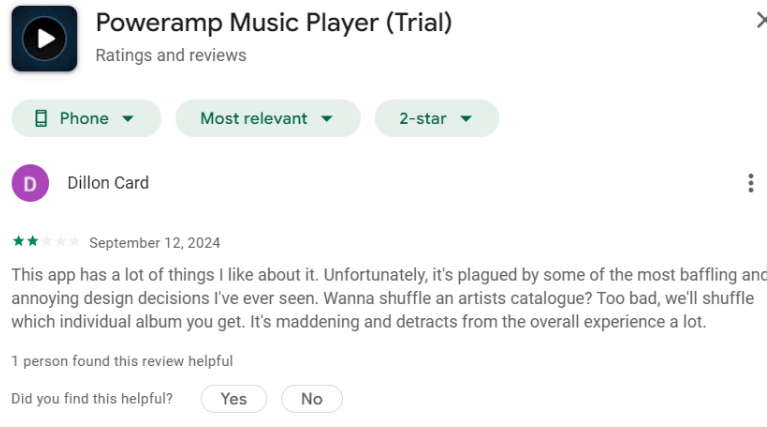 Poweramp Music Player (Trial)
Ratings and reviews
Phone
Most relevant
2-star
D
Dillon Card
September 12, 2024
This app has a lot of things I like about it. Unfortunately, it's plagued by some of the most baffling and
annoying design decisions I've ever seen. Wanna shuffle an artists catalogue? Too bad, we'll shuffle
which individual album you get. It's maddening and detracts from the overall experience a lot.
1 person found this review helpful
Did you find this helpful?
Yes
No